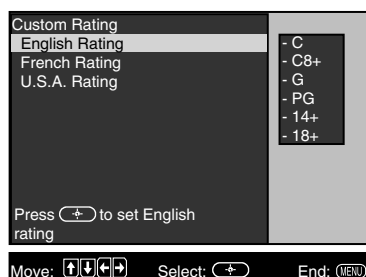 Custom Rating
English Rating
French Rating
U.S.A. Rating
- C
- C8+
- G
- PG
- 14+
- 18+
Press to set English
rating
Move: Select: End: MENU